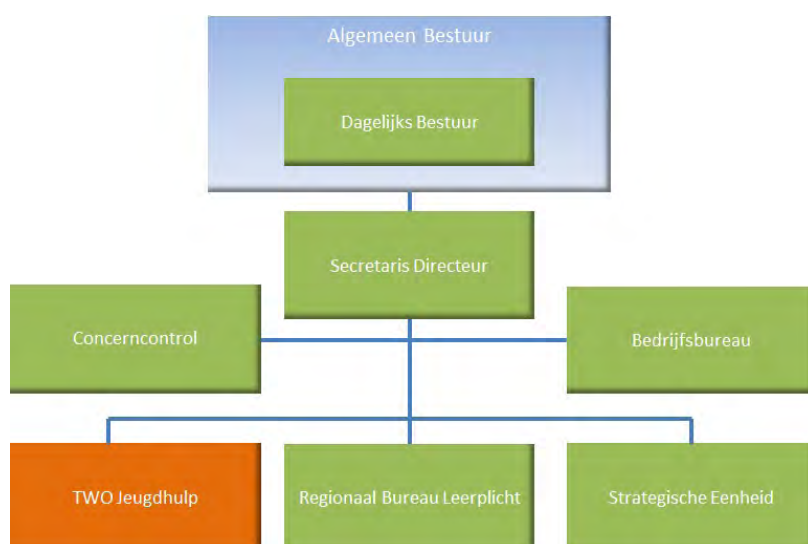 Algemeen Bestuur
Dagelijks Bestuur
Secretaris Directeur
Concerncontrol
Bedrijfsbureau
TWO Jeugdhulp
Regionaal Bureau Leerplicht
Strategische Eenheid